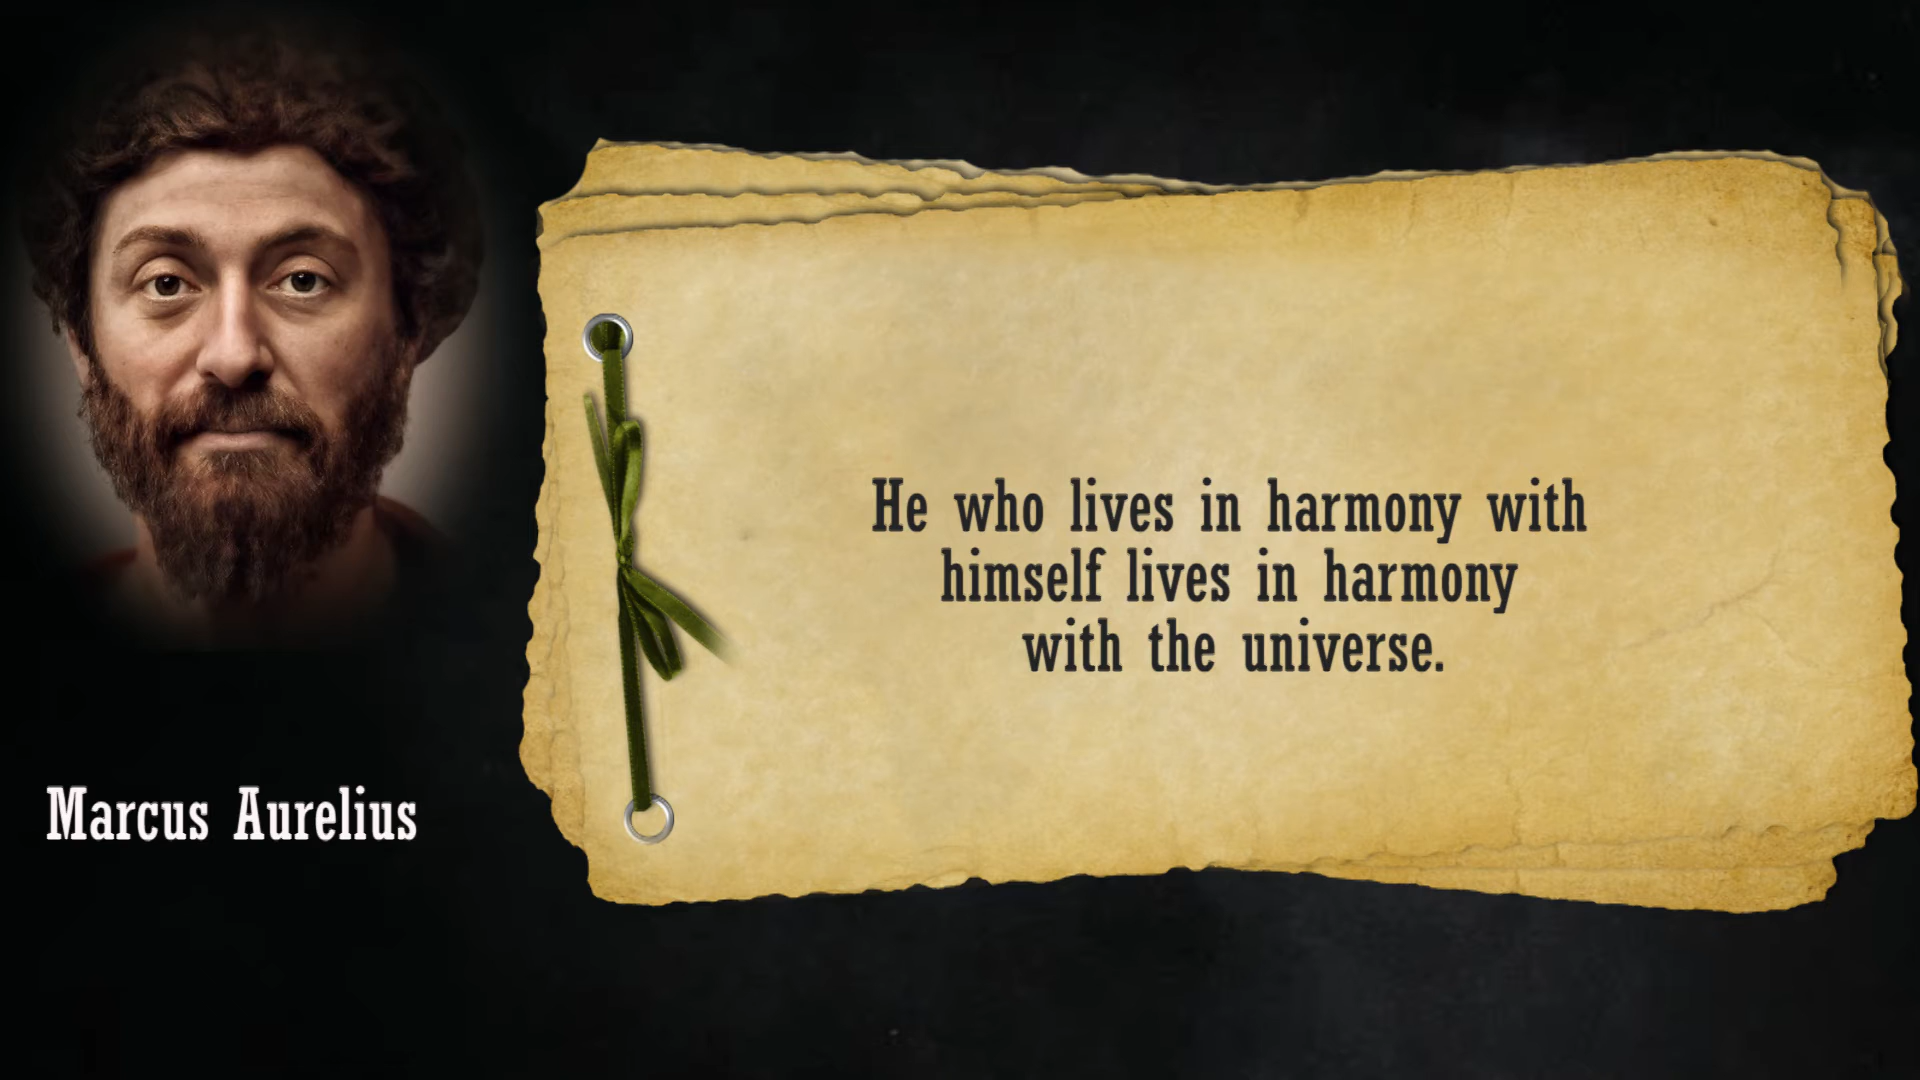 He who lives in harmony with
himself lives in harmony
with the universe.
Marcus Aurelius